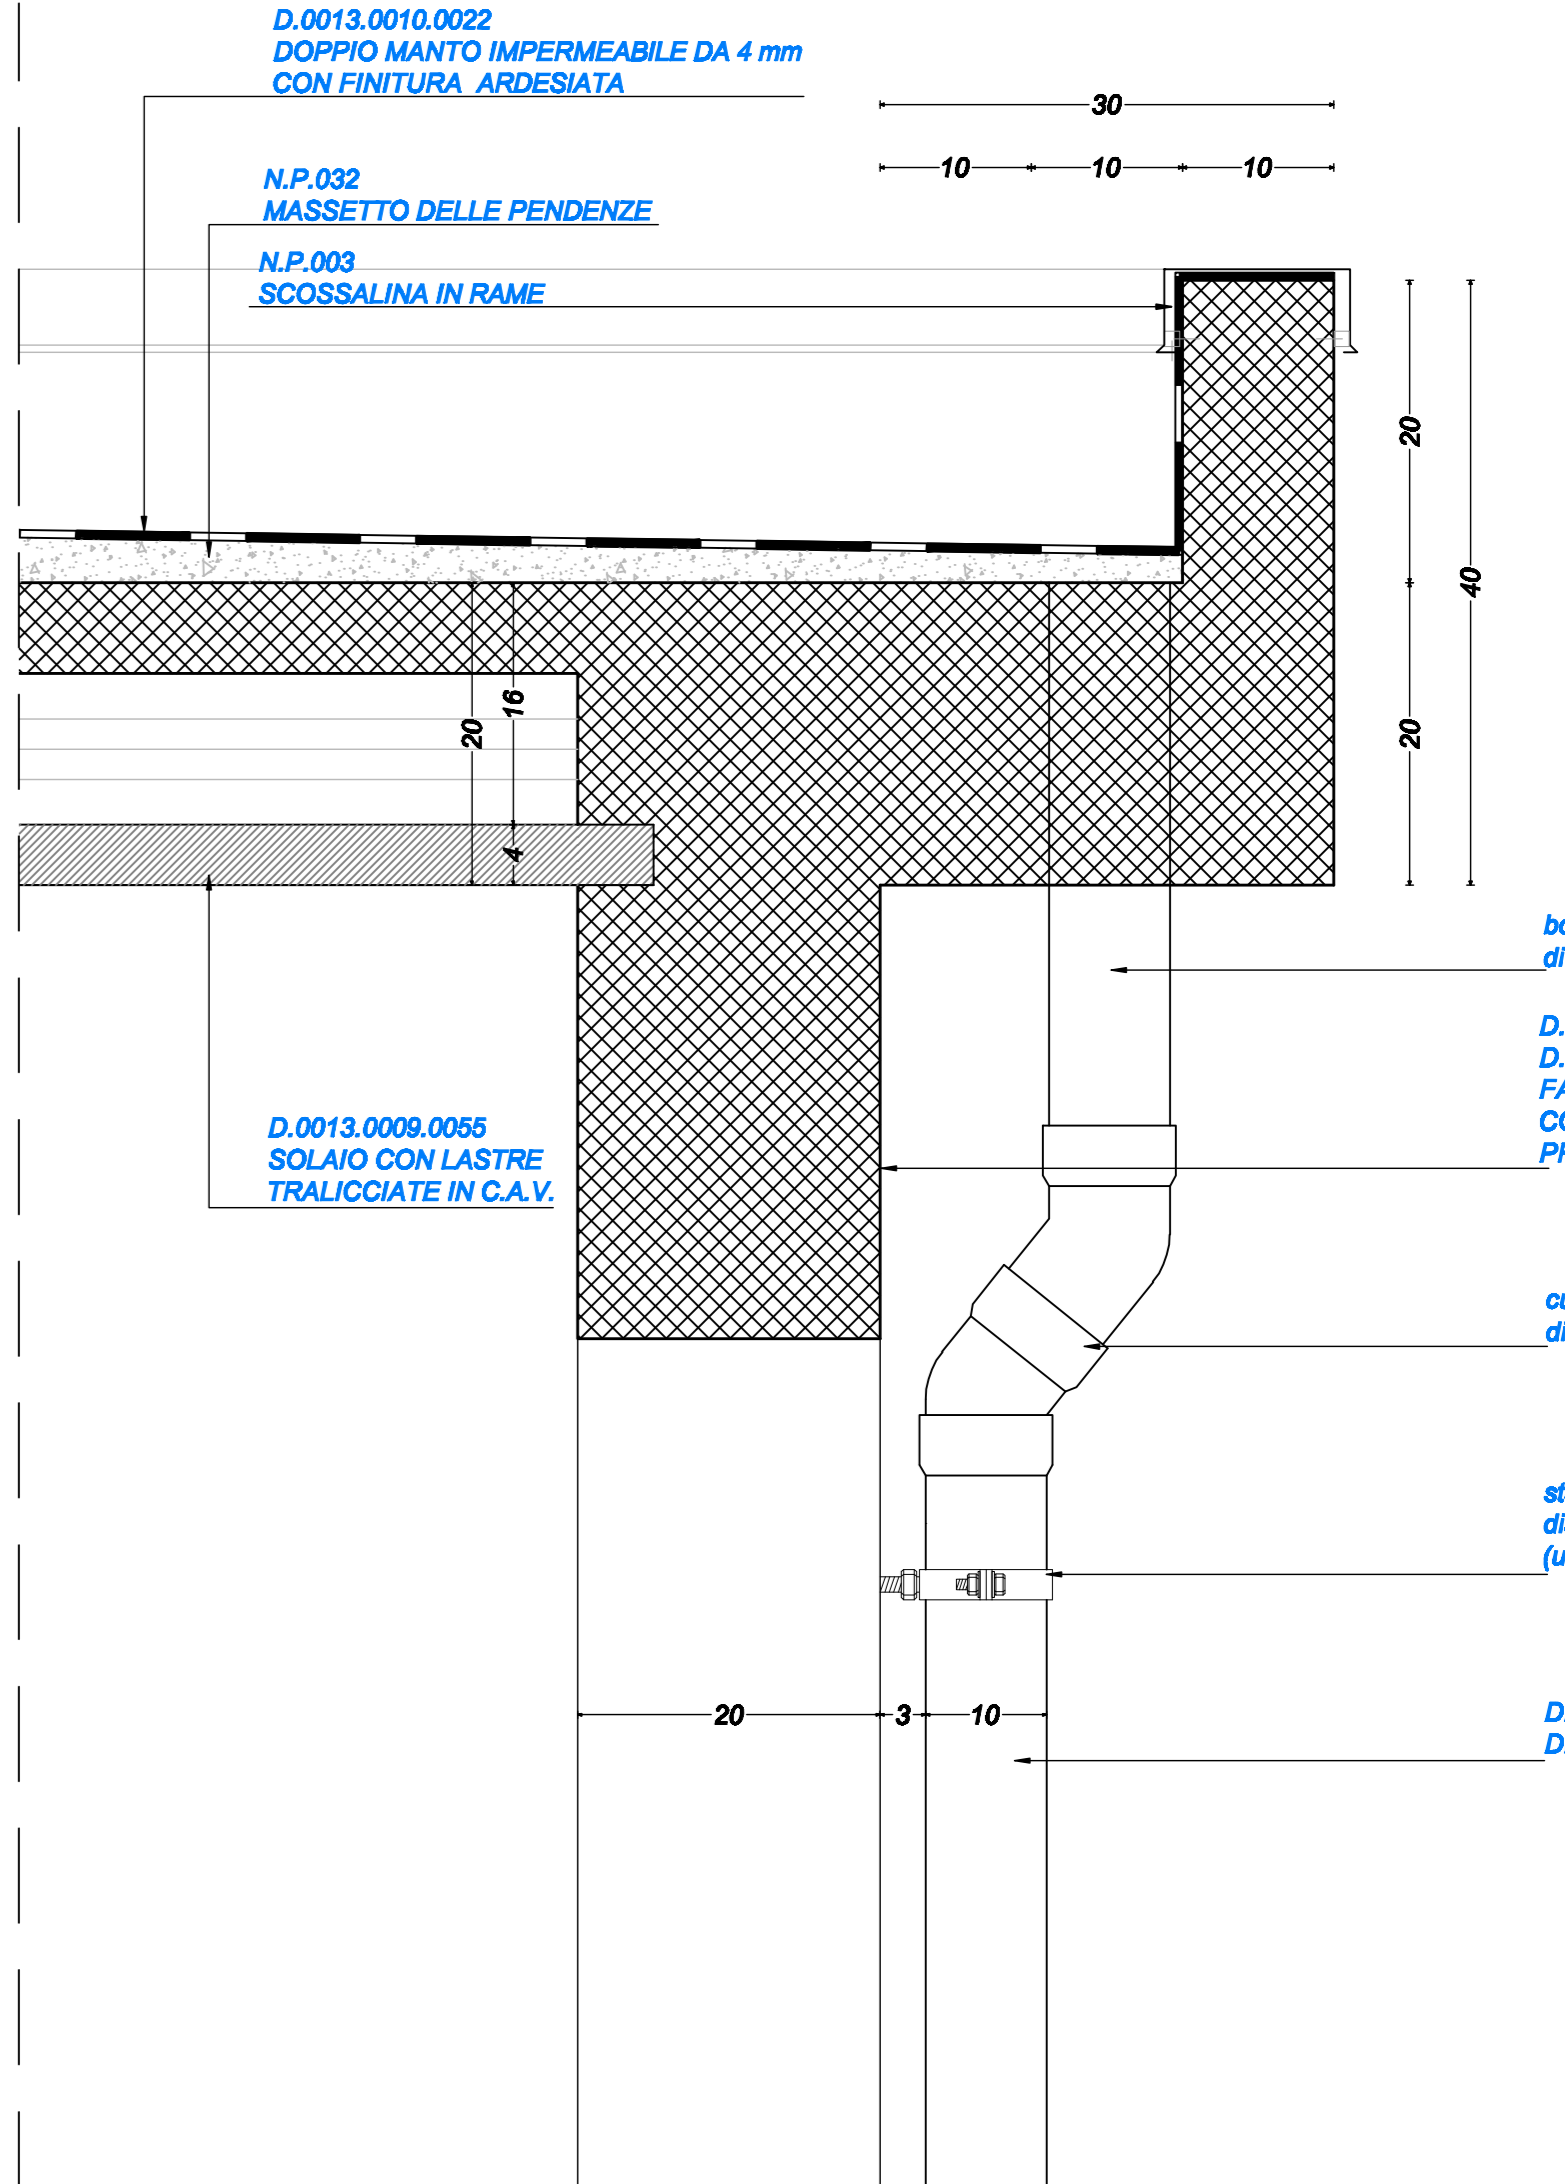 D.0013.0010.0022
DOPPIO MANTO IMPERMEABILE DA 4 mm
CON FINITURA ARDESIATA
30
10 10 10
N.P.032
MASSETTO DELLE PENDENZE
N.P.003
SCOSSALINA IN RAME
20
40
20
16
20
4
di
D.
D.
D.0013.0009.0055
SOLAIO CON LASTRE
TRALICCIATE IN C.A.V.
20 3 10